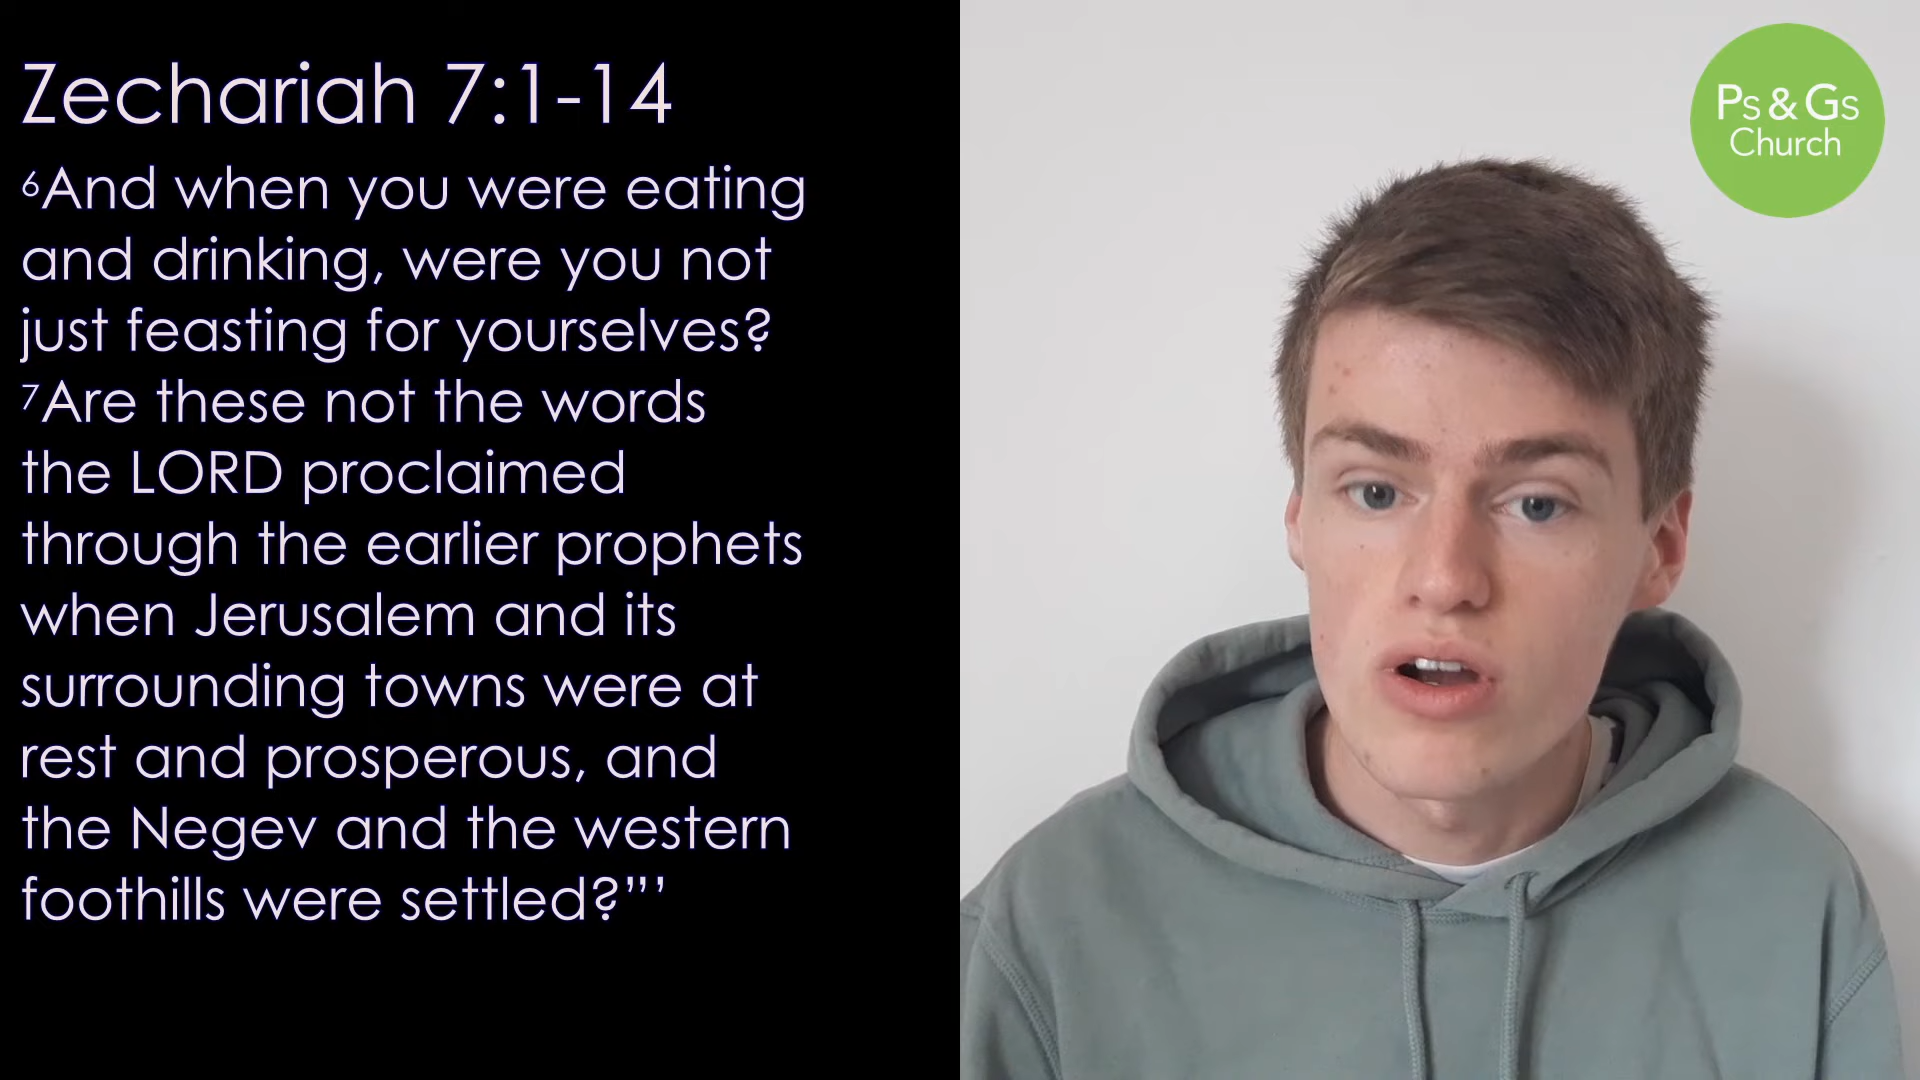 Zechariah 7:1-14
⁶And when you were eating
and drinking, were you not
just feasting for yourselves?
⁷Are these not the words
the LORD proclaimed
through the earlier prophets
when Jerusalem and its
surrounding towns were at
rest and prosperous, and
the Negev and the western
foothills were settled?”’
Ps & Gs
Church